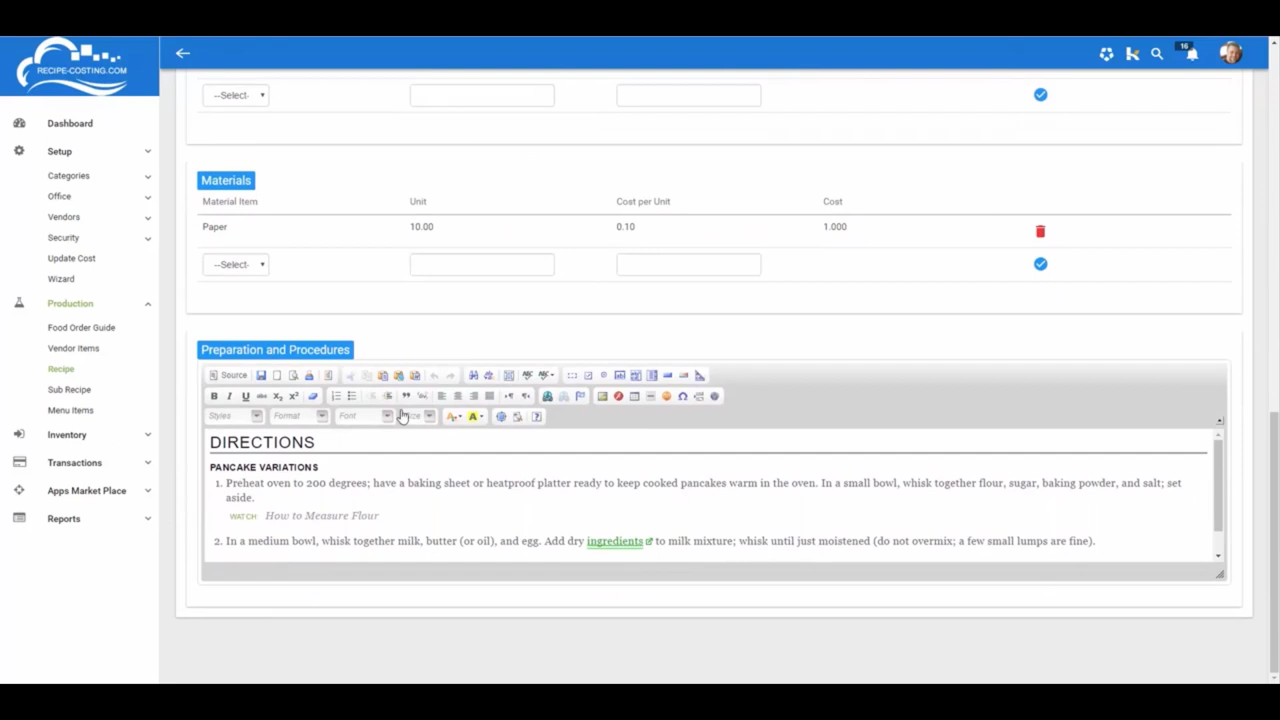 RECIPE-COSTING.COM
16
Dashboard
Setup
Categories
Office
Vendors
Security
Update Cost
Wizard
Production
Food Order Guide
Vendor Items
Recipe
Sub Recipe
Menu Items
Inventory
Transactions
Apps Market Place
Reports
--Select-
Materials
Material Item Unit Cost per Unit Cost
Paper 10.00 0.10 1.000
--Select-
Preparation and Procedures
Source
B I U abc X₂ X²
Styles Format Font
DIRECTIONS
PANCAKE VARIATIONS
1. Preheat oven to 200 degrees; have a baking sheet or heatproof platter ready to keep cooked pancakes warm in the oven. In a small bowl, whisk together flour, sugar, baking powder, and salt; set
aside.
WATCH How to Measure Flour
2. In a medium bowl, whisk together milk, butter (or oil), and egg. Add dry ingredients to milk mixture; whisk until just moistened (do not overmix; a few small lumps are fine).